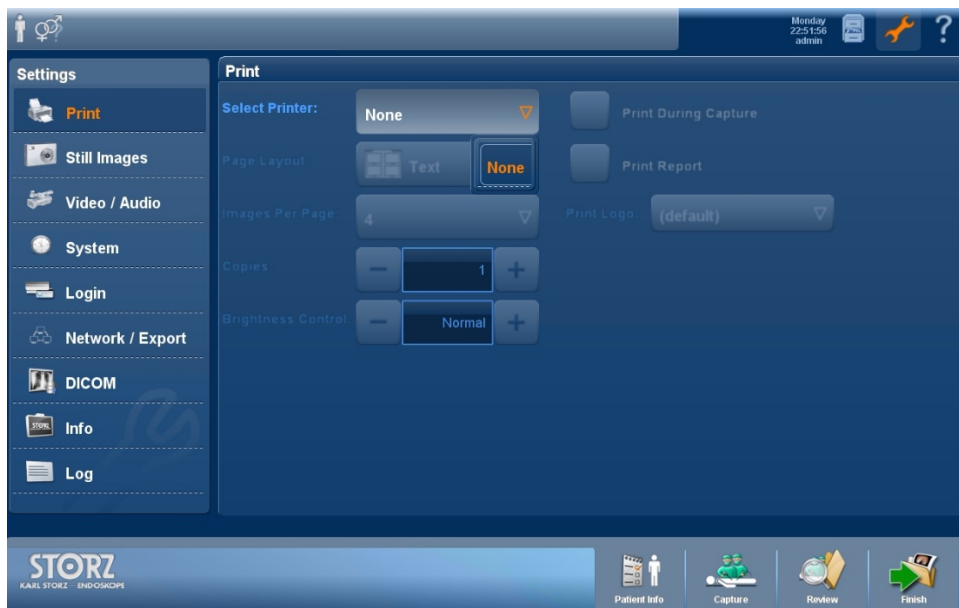 Monday
22:51:56
admin
?
Settings
Print
Still Images
Video / Audio
System
Login
Network / Export
DICOM
STORZ
Info
Log
Print
Select Printer:
None
Print During Capture
Page Layout
Text
None
Print Report
Images Per Page:
4
Print Logo:
(default)
Copies:
−
1
+
Brightness Control:
−
Normal
+
STORZ
KARL STORZ — ENDOSKOPE
Patient Info
Capture
Review
Finish